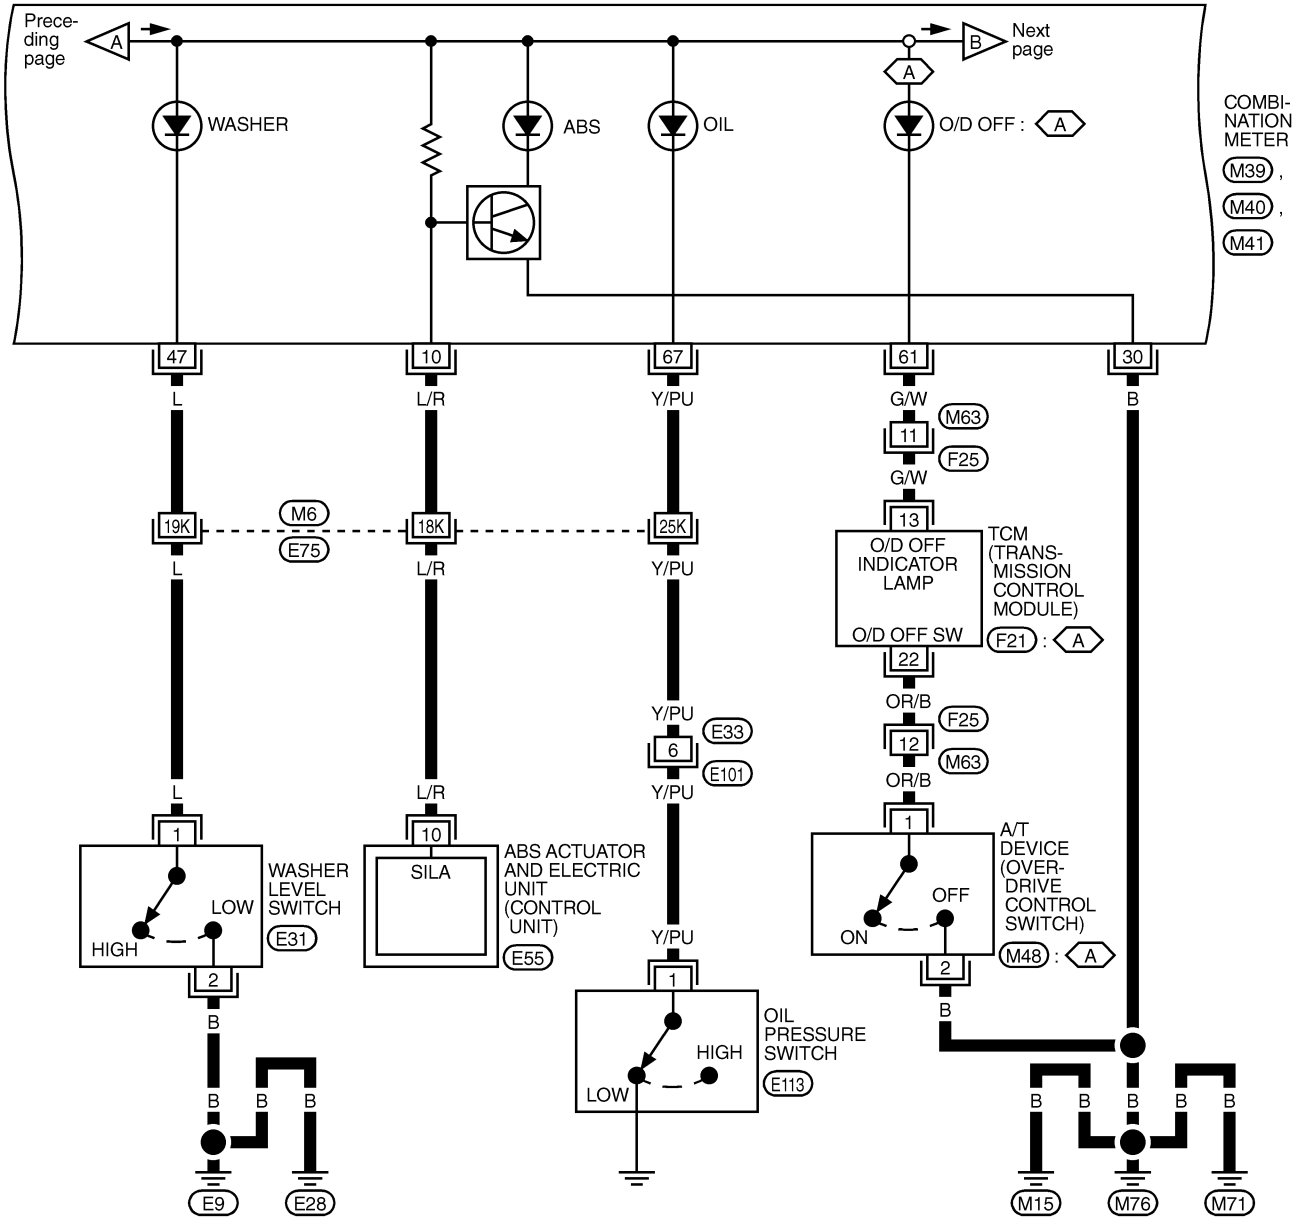 Prece-
ding
page
A
B
Next
page
A
WASHER
ABS
OIL
O/D OFF : A
COMBI-
NATION
METER
M39 ,
M40 ,
M41
47
10
67
61
30
L
L/R
Y/PU
G/W
B
M63
11
F25
G/W
19K
M6
E75
18K
25K
L
L/R
Y/PU
13
O/D OFF
INDICATOR
LAMP
O/D OFF SW
TCM
(TRANS-
MISSION
CONTROL
MODULE)
F21 : A
22
OR/B
F25
12
M63
OR/B
Y/PU
E33
6
E101
Y/PU
L
L/R
1
HIGH
LOW
WASHER
LEVEL
SWITCH
E31
10
SILA
ABS ACTUATOR
AND ELECTRIC
UNIT
(CONTROL
UNIT)
E55
1
ON
OFF
A/T
DEVICE
(OVER-
DRIVE
CONTROL
SWITCH)
M48 : A
2
B
Y/PU
1
LOW
HIGH
OIL
PRESSURE
SWITCH
E113
2
B
B
B
B
E9
E28
B
B
B
B
B
M15
M76
M71